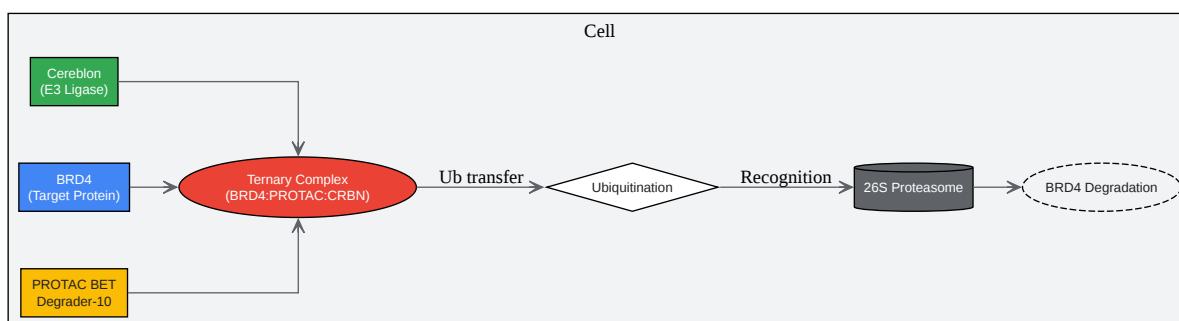 Cell
Cereblon
(E3 Ligase)
BRD4
(Target Protein)
PROTAC BET
Degrader-10
Ternary Complex
(BRD4:PROTAC:CRBN)
Ub transfer
Ubiquitination
Recognition
26S Proteasome
BRD4 Degradation